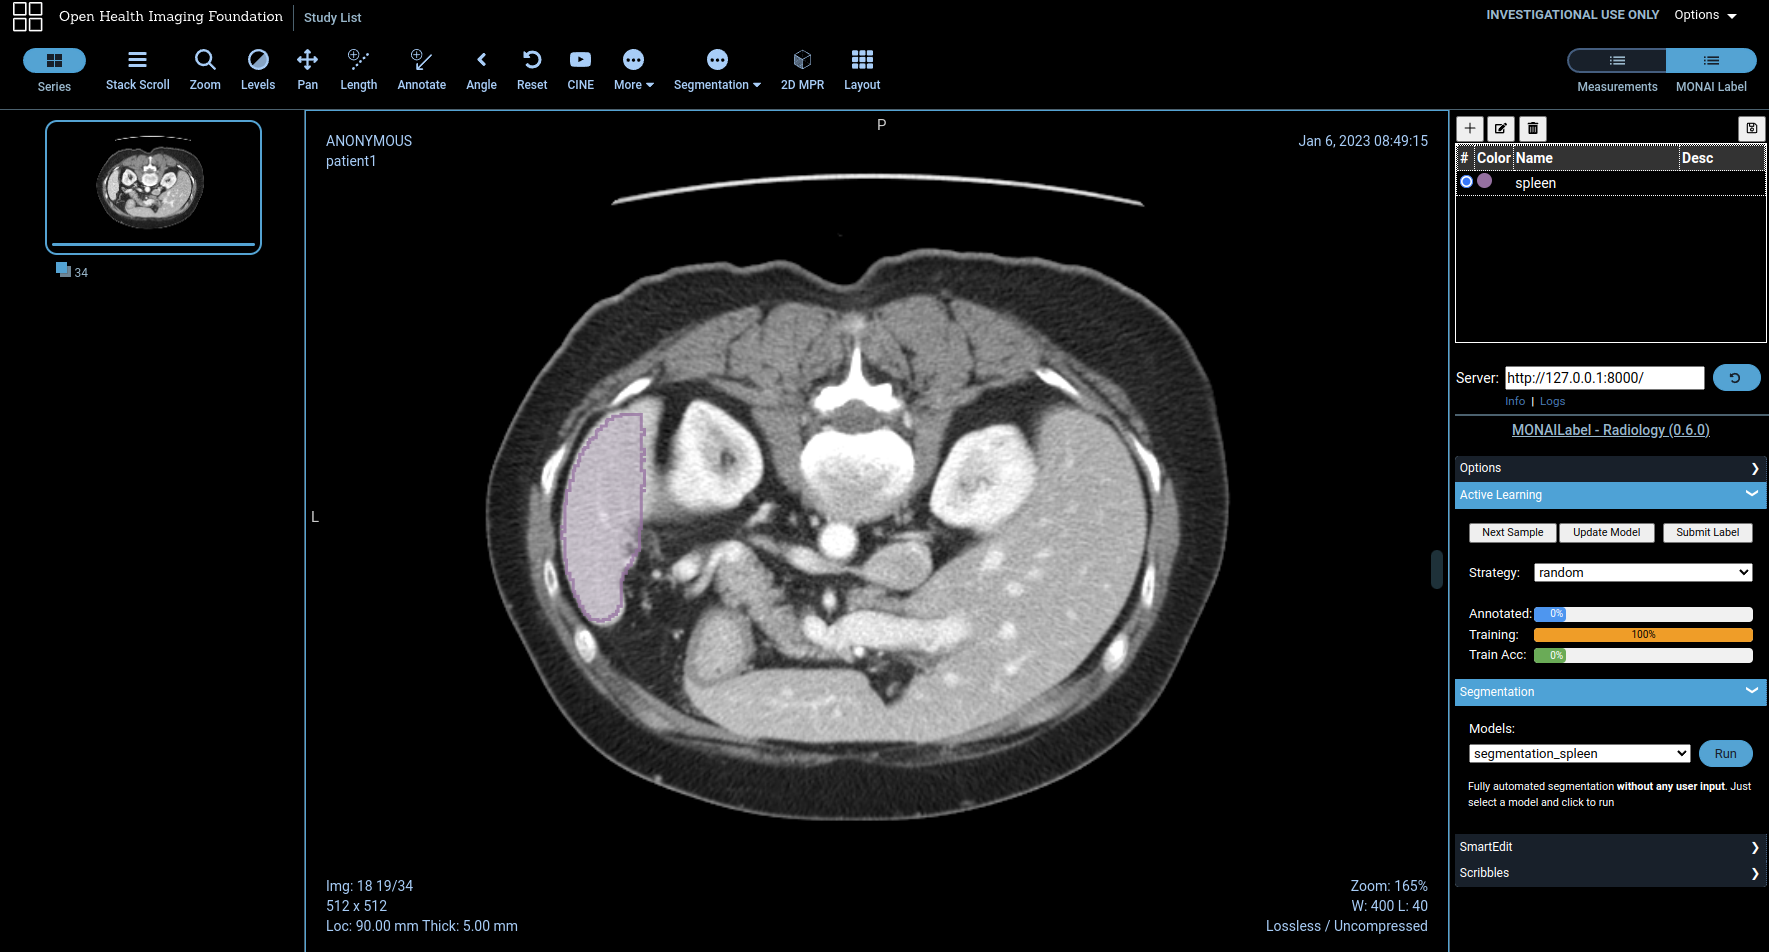 Open Health Imaging Foundation
Study List
INVESTIGATIONAL USE ONLY
Options
Series
Stack Scroll
Zoom
Levels
Pan
Length
Annotate
Angle
Reset
CINE
More
Segmentation
2D MPR
Layout
Measurements
MONAI Label
34
ANONYMOUS
patient1
P
Jan 6, 2023 08:49:15
L
Img: 18 19/34
512 x 512
Loc: 90.00 mm Thick: 5.00 mm
Zoom: 165%
W: 400 L: 40
Lossless / Uncompressed
# Color Name Desc
spleen
Server: http://127.0.0.1:8000/
Info | Logs
MONAILabel - Radiology (0.6.0)
Options
Active Learning
Next Sample Update Model Submit Label
Strategy: random
Annotated: 0%
Training: 100%
Train Acc: 0%
Segmentation
Models:
segmentation_spleen Run
Fully automated segmentation without any user input. Just
select a model and click to run
SmartEdit
Scribbles